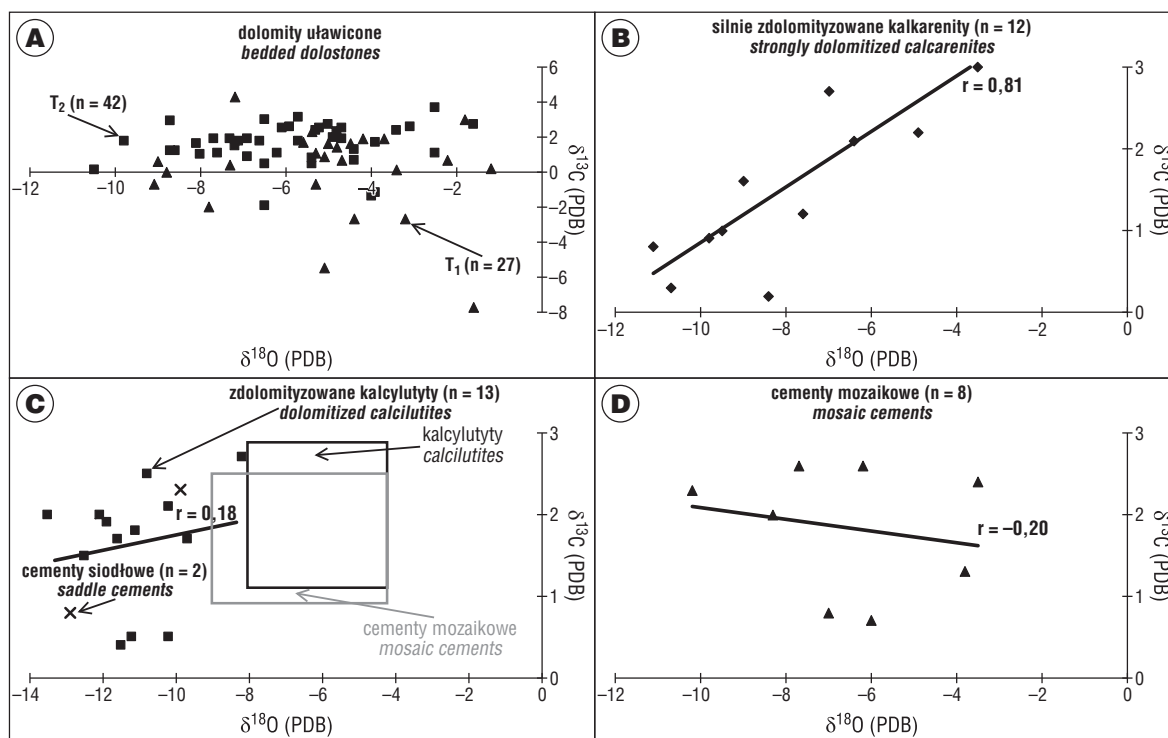 A
dolomity uławicone
bedded dolostones
T2 (n = 42)
T1 (n = 27)
6
4
2
0
–2
–4
–6
–8
–12
–10
–8
–6
–4
–2
δ13C (PDB)
δ18O (PDB)
B
silnie zdolomityzowane kalkarenity (n = 12)
strongly dolomitized calcarenites
r = 0,81
3
2
1
0
δ13C (PDB)
–12
–10
–8
–6
–4
–2
0
δ18O (PDB)
C
zdolomityzowane kalcylutyty (n = 13)
dolomitized calcilutites
kalcylutyty
calcilutites
r = 0,18
cementy siodłowe (n = 2)
saddle cements
cementy mozaikowe
mosaic cements
3
2
1
0
δ13C (PDB)
–14
–12
–10
–8
–6
–4
–2
0
δ18O (PDB)
D
cementy mozaikowe (n = 8)
mosaic cements
r = –0,20
3
2
1
0
δ13C (PDB)
–12
–10
–8
–6
–4
–2
0
δ18O (PDB)